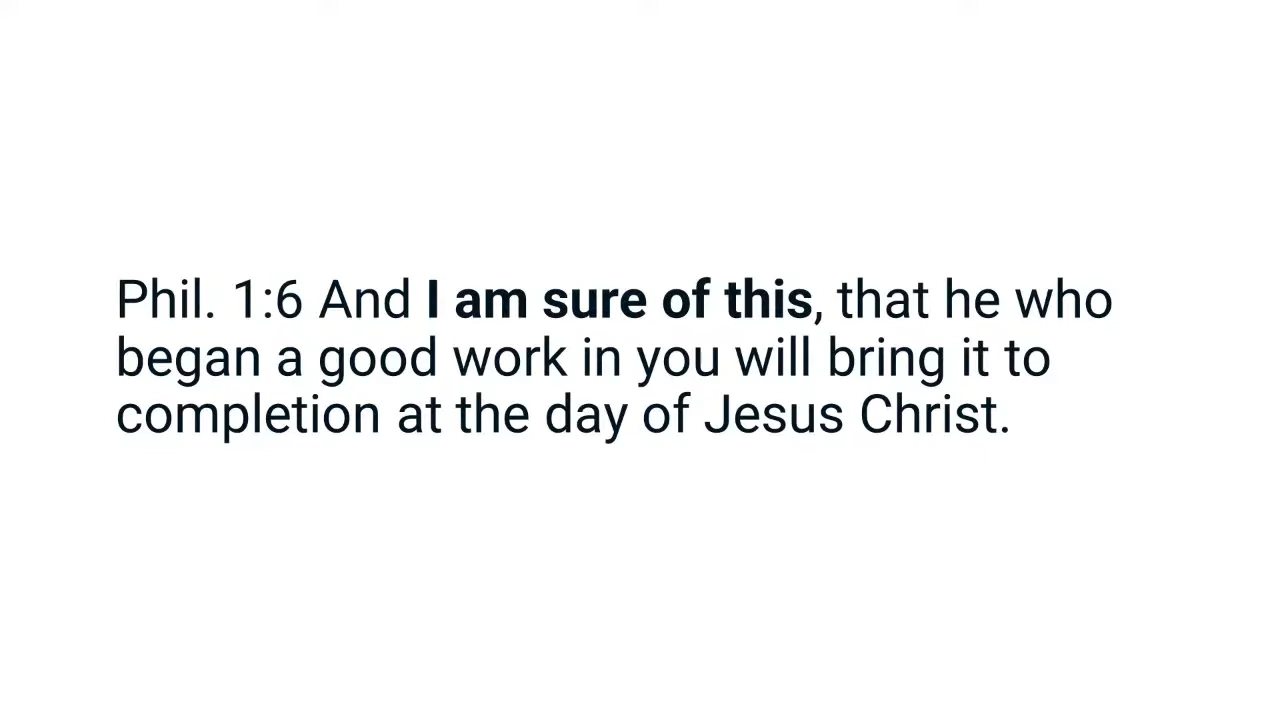 Phil. 1:6 And I am sure of this, that he who
began a good work in you will bring it to
completion at the day of Jesus Christ.